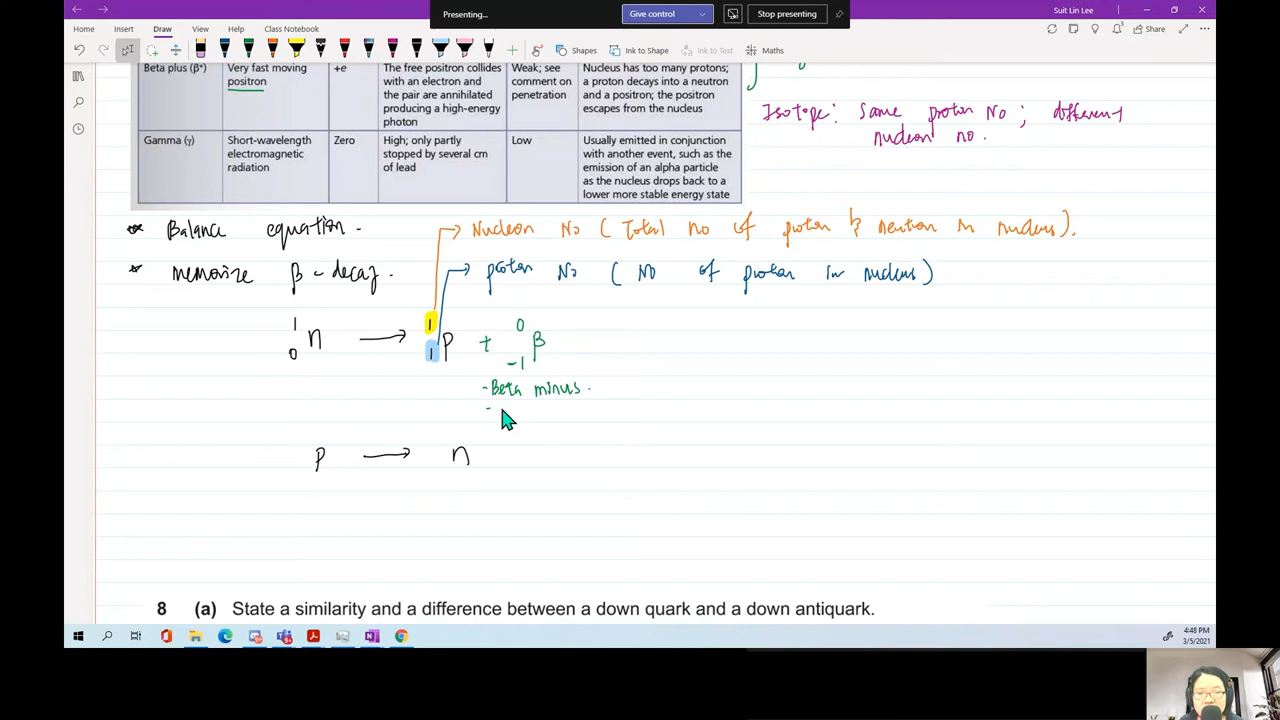 Presenting...
Give control
Stop presenting
Suit Lin Lee
Home Insert Draw View Help Class Notebook
Share
Shapes Ink to Shape Ink to Text Maths
Beta plus (β⁺) Very fast moving positron +e The free positron collides with an electron and the pair are annihilated producing a high-energy photon Weak; see comment on penetration Nucleus has too many protons; a proton decays into a neutron and a positron; the positron escapes from the nucleus
Gamma (γ) Short-wavelength electromagnetic radiation Zero High; only partly stopped by several cm of lead Low Usually emitted in conjunction with another event, such as the emission of an alpha particle as the nucleus drops back to a lower more stable energy state
Isotope: Same proton No ; different
nucleon no.
* Balance equation.
Nucleon No (Total no of proton & neutron in nucleus).
* memorize β - decay.
proton No (No of proton in nucleus)
1 0 n → 1 1 p + 0 -1 β
- Beta minus.
-
p → n
8 (a) State a similarity and a difference between a down quark and a down antiquark.
4:48 PM
3/5/2021